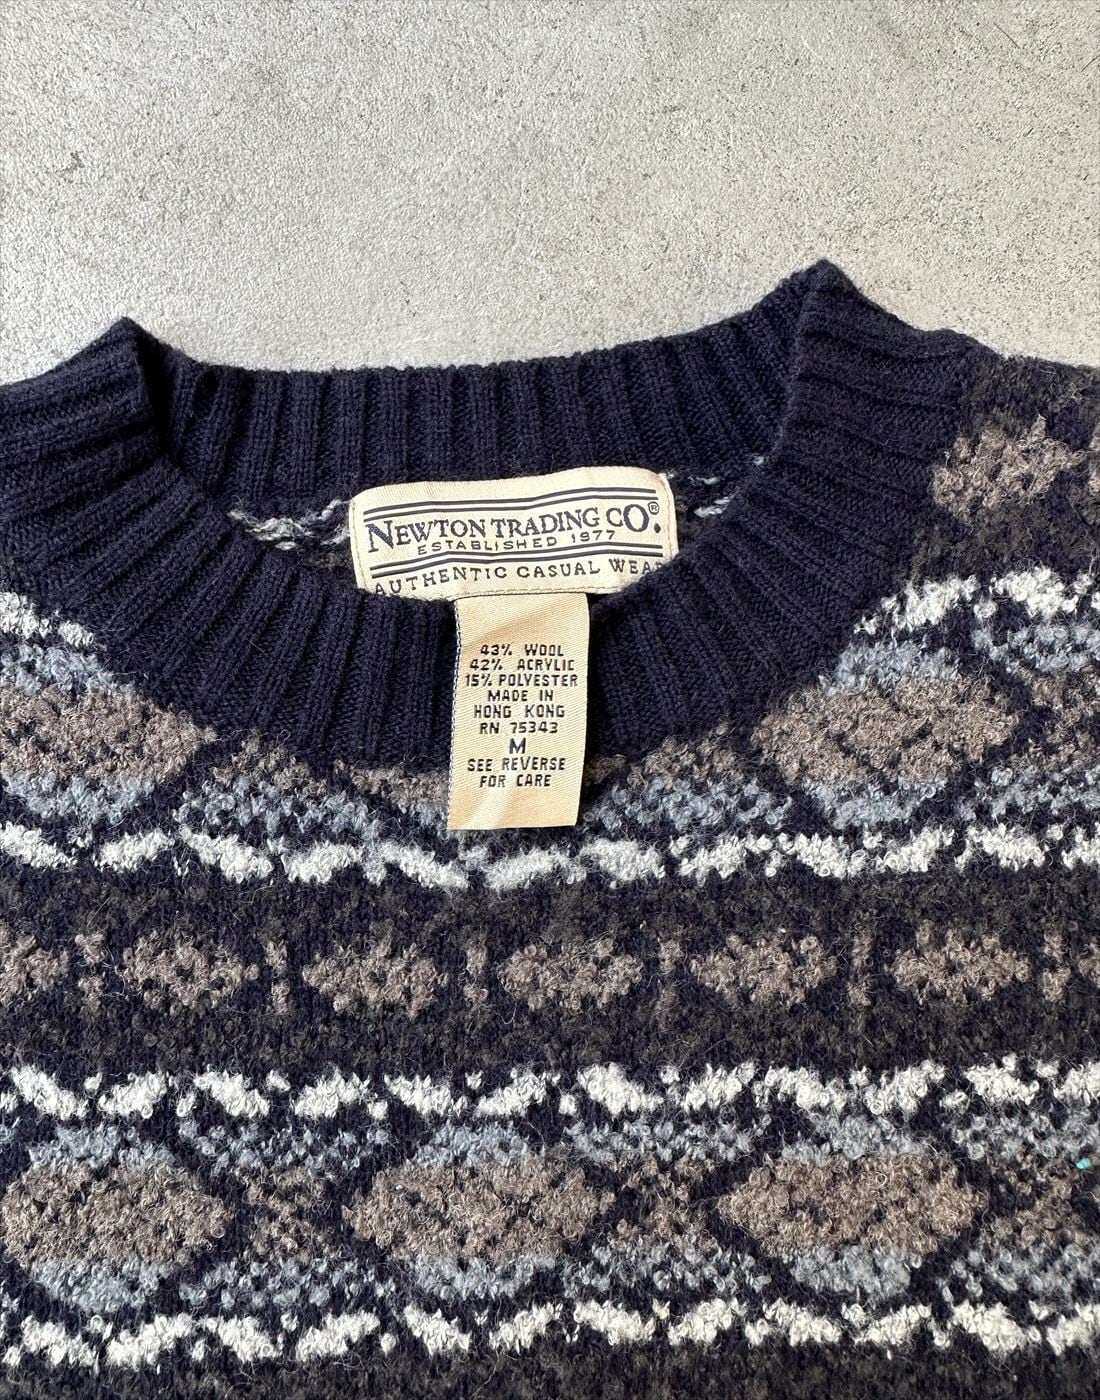 NEWTON TRADING CO.®
ESTABLISHED 1977
AUTHENTIC CASUAL WEAR
43% WOOL
42% ACRYLIC
15% POLYESTER
MADE IN
HONG KONG
RN 75343
M
SEE REVERSE
FOR CARE